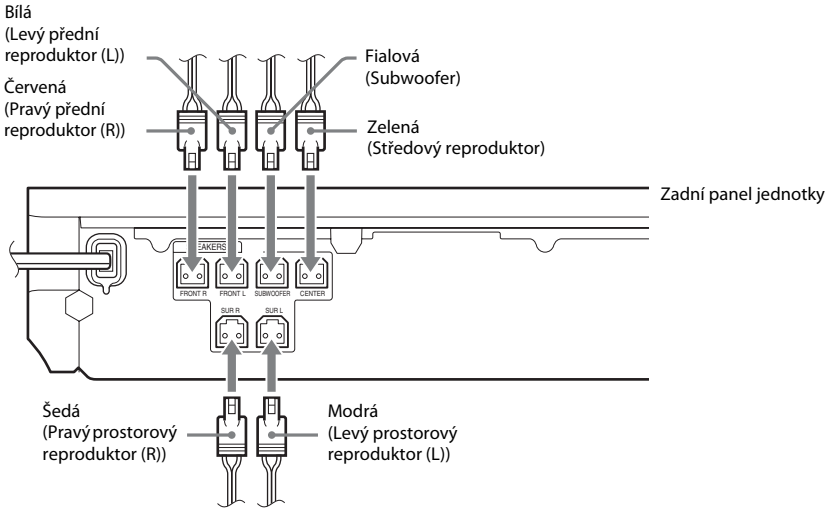 Bílá
(Levý přední
reproduktor (L))
Červená
(Pravý přední
reproduktor (R))
Fialová
(Subwoofer)
Zelená
(Středový reproduktor)
Zadní panel jednotky
EAKERS
FRONT R
FRONT L
SUBWOOFER
CENTER
SUR R
SUR L
Šedá
(Pravý prostorový
reproduktor (R))
Modrá
(Levý prostorový
reproduktor (L))